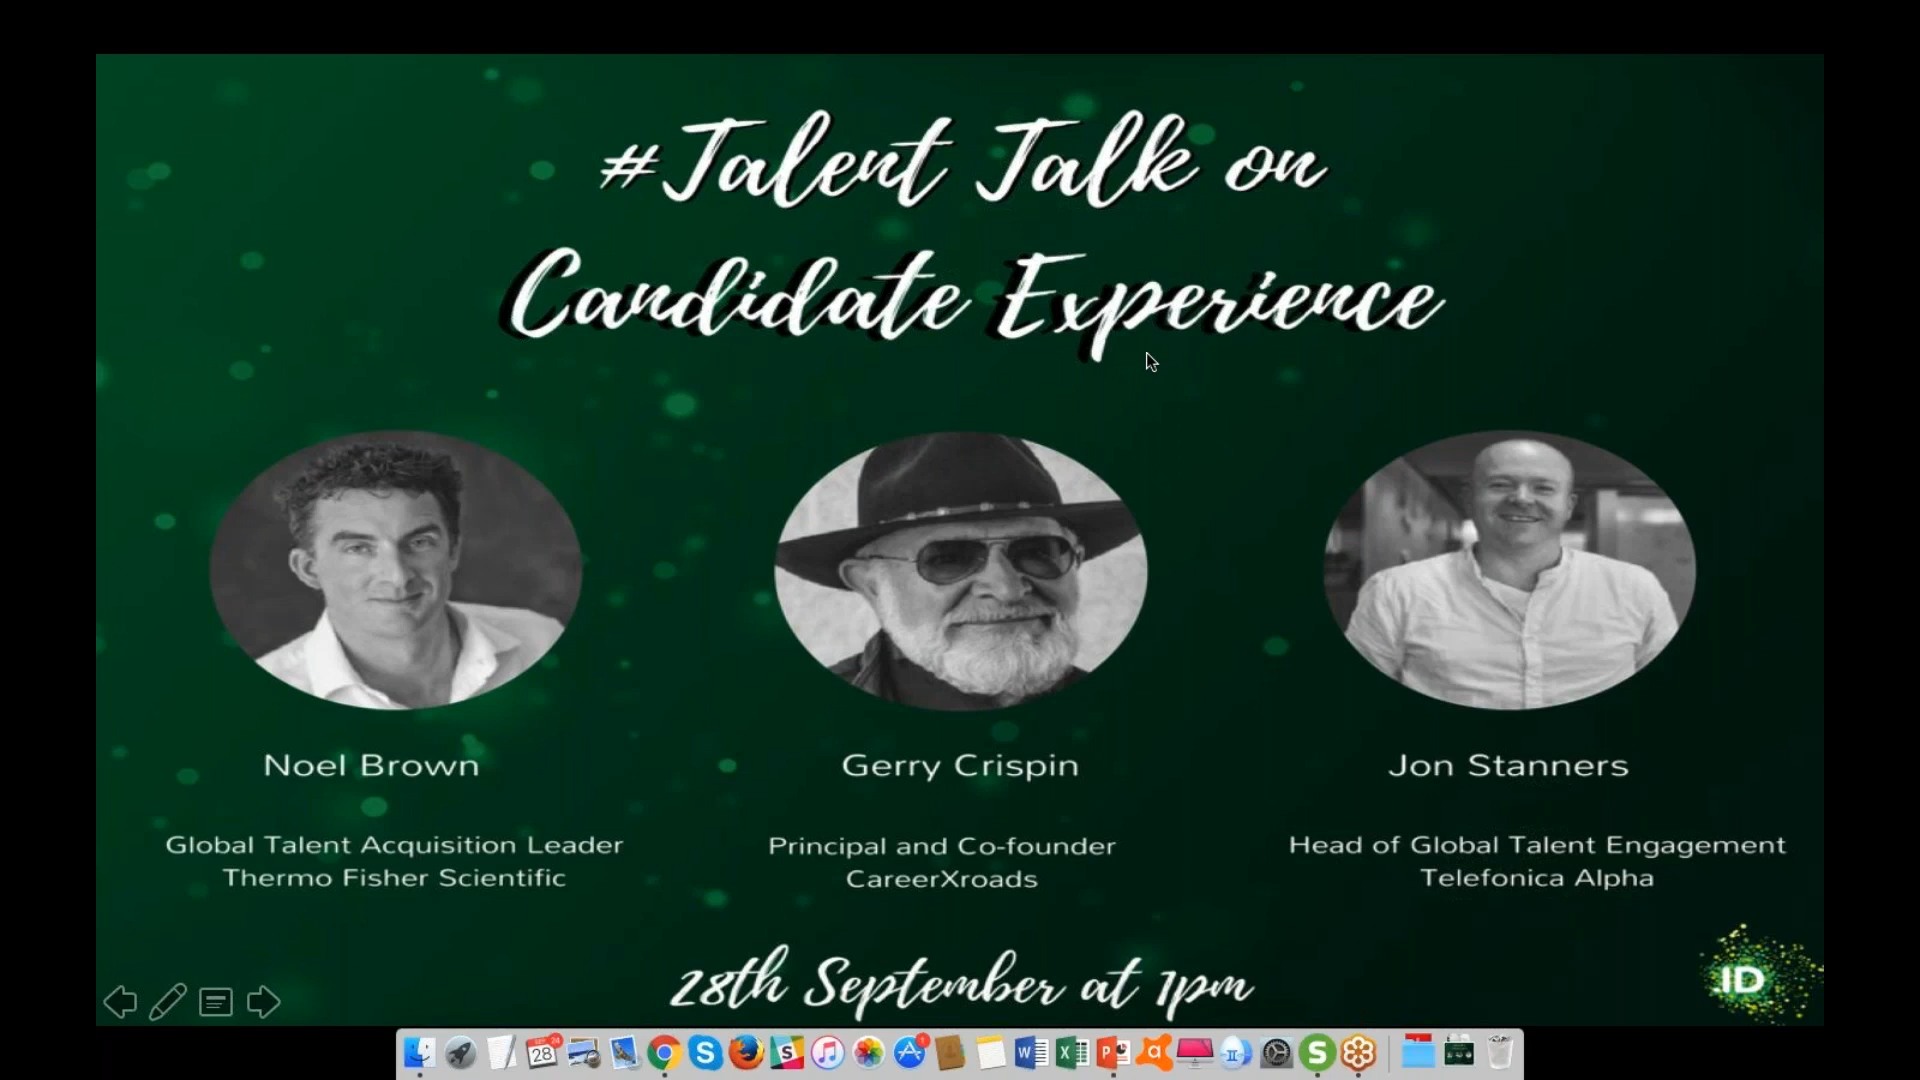 #Talent Talk on
Candidate Experience
Noel Brown
Gerry Crispin
Jon Stanners
Global Talent Acquisition Leader
Thermo Fisher Scientific
Principal and Co-founder
CareerXroads
Head of Global Talent Engagement
Telefonica Alpha
28th September at 1pm
.ID
28